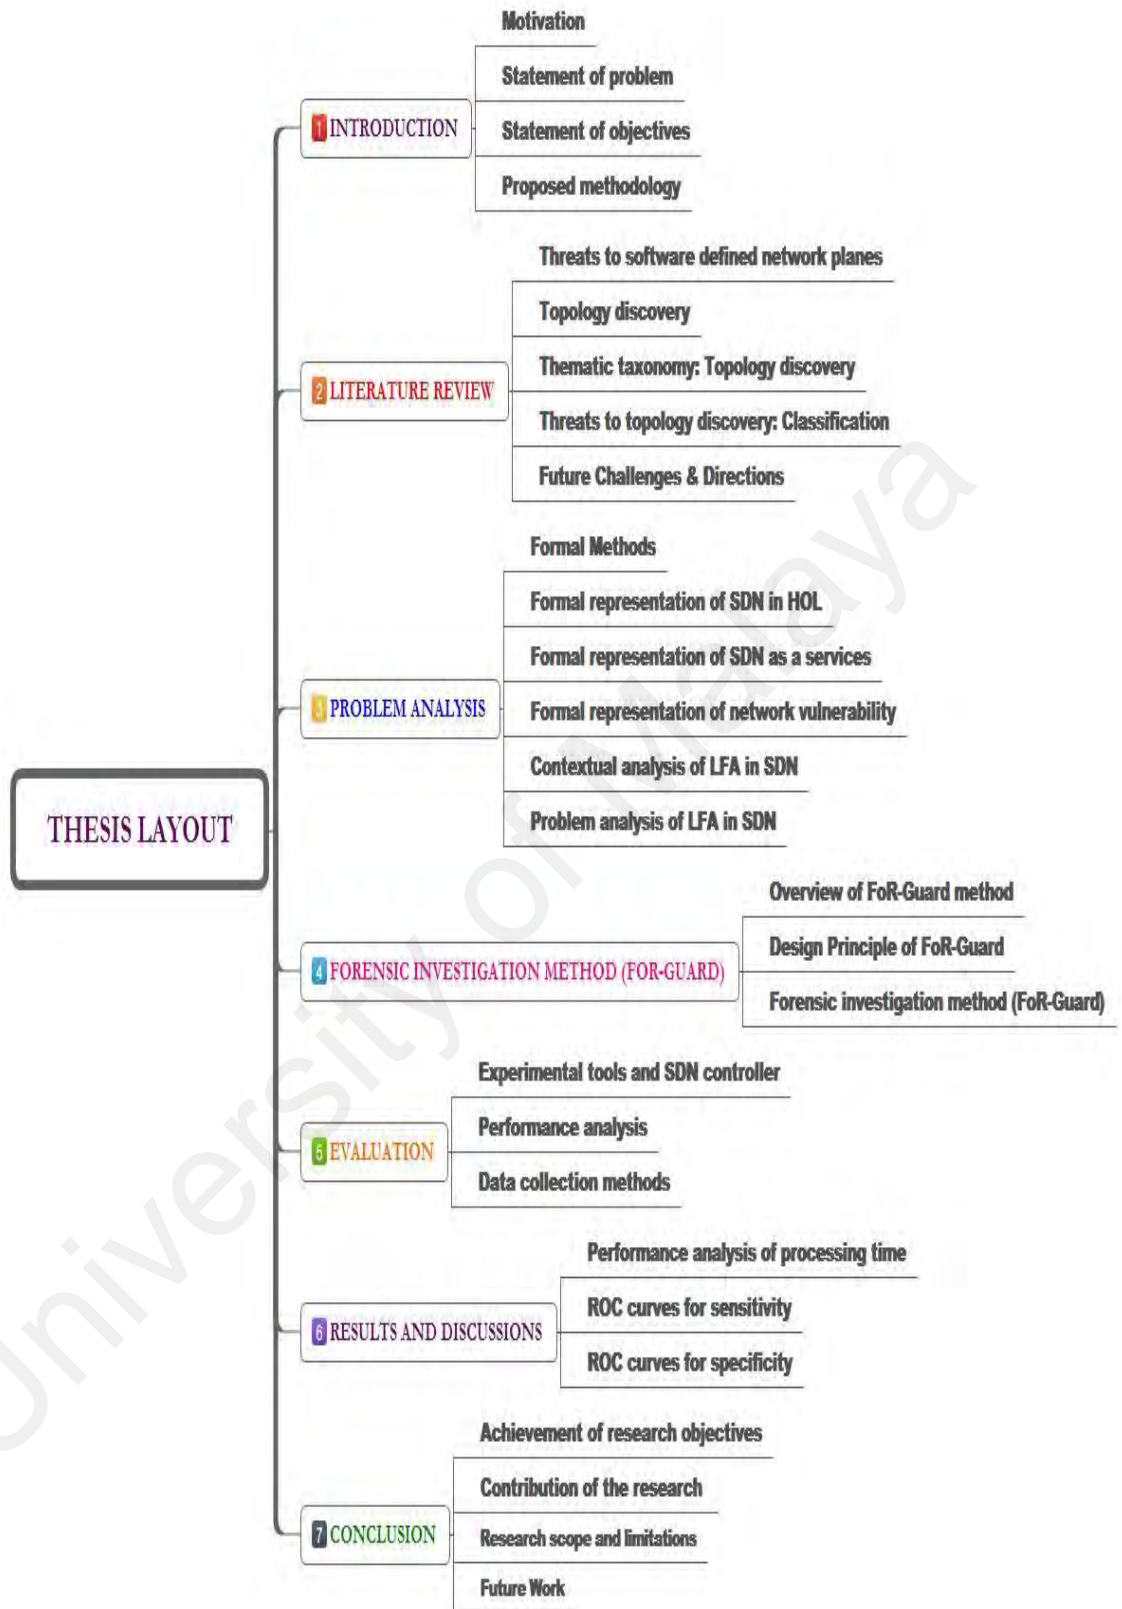 THESIS LAYOUT
1 INTRODUCTION
Motivation
Statement of problem
Statement of objectives
Proposed methodology
2 LITERATURE REVIEW
Threats to software defined network planes
Topology discovery
Thematic taxonomy: Topology discovery
Threats to topology discovery: Classification
Future Challenges & Directions
3 PROBLEM ANALYSIS
Formal Methods
Formal representation of SDN in HOL
Formal representation of SDN as a services
Formal representation of network vulnerability
Contextual analysis of LFA in SDN
Problem analysis of LFA in SDN
4 FORENSIC INVESTIGATION METHOD (FOR-GUARD)
Overview of FoR-Guard method
Design Principle of FoR-Guard
Forensic investigation method (FoR-Guard)
5 EVALUATION
Experimental tools and SDN controller
Performance analysis
Data collection methods
6 RESULTS AND DISCUSSIONS
Performance analysis of processing time
ROC curves for sensitivity
ROC curves for specificity
7 CONCLUSION
Achievement of research objectives
Contribution of the research
Research scope and limitations
Future Work
University of Malaya